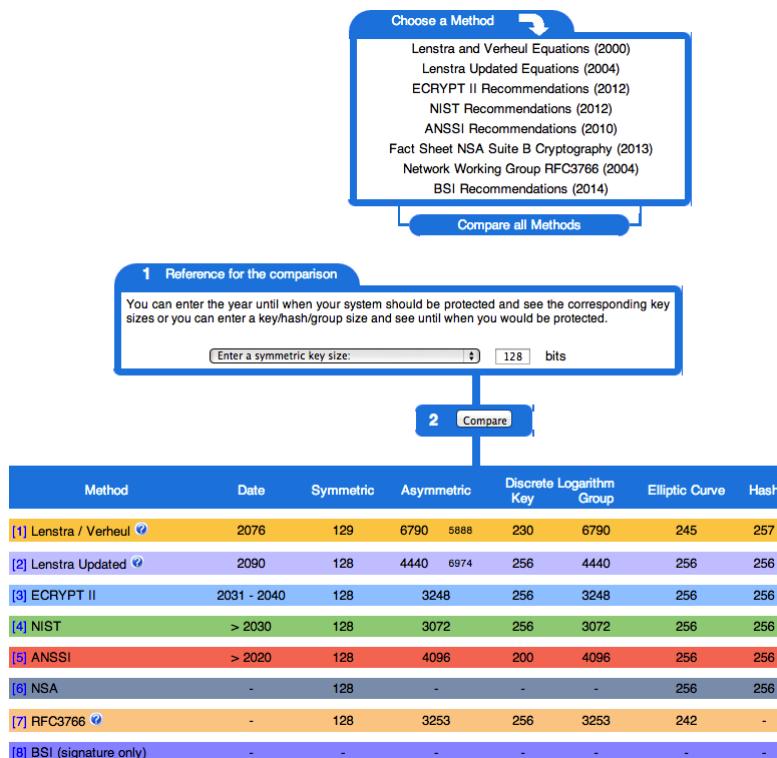 Choose a Method
Lenstra and Verheul Equations (2000)
Lenstra Updated Equations (2004)
ECRYPT II Recommendations (2012)
NIST Recommendations (2012)
ANSSI Recommendations (2010)
Fact Sheet NSA Suite B Cryptography (2013)
Network Working Group RFC3766 (2004)
BSI Recommendations (2014)
Compare all Methods
1 Reference for the comparison
You can enter the year until when your system should be protected and see the corresponding key
sizes or you can enter a key/hash/group size and see until when you would be protected.
Enter a symmetric key size: 128 bits
2 Compare
Method Date Symmetric Asymmetric Discrete Logarithm Key Group Elliptic Curve Hash
[1] Lenstra / Verheul ? 2076 129 6790 5888 230 6790 245 257
[2] Lenstra Updated ? 2090 128 4440 6974 256 4440 256 256
[3] ECRYPT II 2031 - 2040 128 3248 256 3248 256 256
[4] NIST > 2030 128 3072 256 3072 256 256
[5] ANSSI > 2020 128 4096 200 4096 256 256
[6] NSA - 128 - - - 256 256
[7] RFC3766 ? - 128 3253 256 3253 242 -
[8] BSI (signature only) - - - - - - -